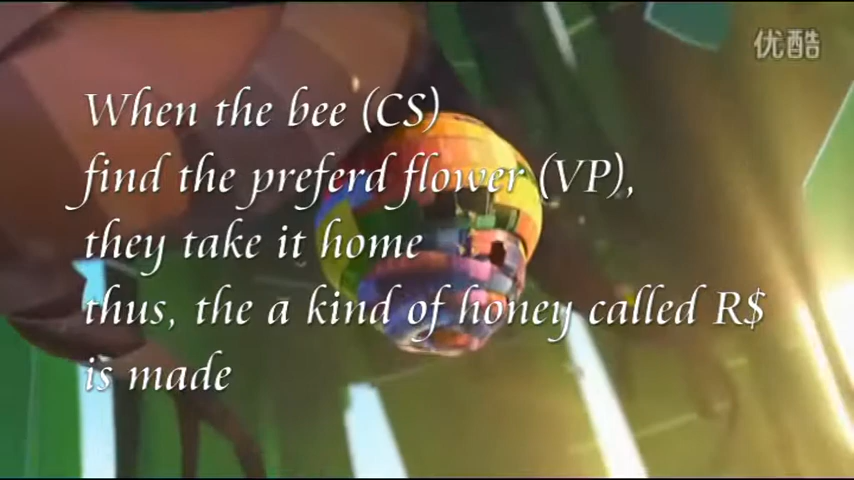 优酷
When the bee (CS)
find the preferd flower (VP),
they take it home
thus, the a kind of honey called R$
is made